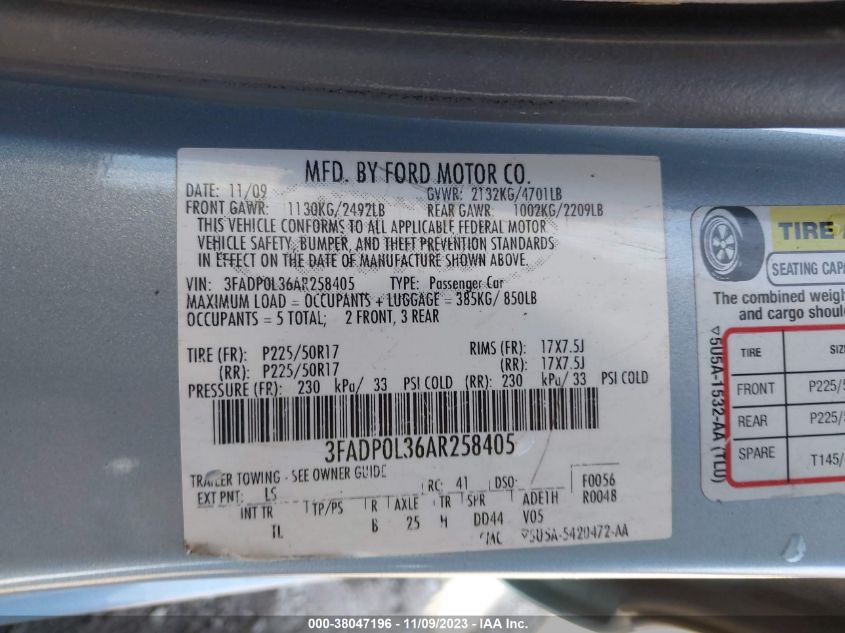 MFD. BY FORD MOTOR CO.
DATE: 11/09 GVWR: 2132KG/4701LB
FRONT GAWR: 1130KG/2492LB REAR GAWR: 1002KG/2209LB
THIS VEHICLE CONFORMS TO ALL APPLICABLE FEDERAL MOTOR
VEHICLE SAFETY, BUMPER, AND THEFT PREVENTION STANDARDS
IN EFFECT ON THE DATE OF MANUFACTURE SHOWN ABOVE.
VIN: 3FADP0L36AR258405 TYPE: Passenger Car
MAXIMUM LOAD = OCCUPANTS + LUGGAGE = 385KG/ 850LB
OCCUPANTS = 5 TOTAL; 2 FRONT, 3 REAR
TIRE (FR): P225/50R17 RIMS (FR): 17X7.5J
(RR): P225/50R17 (RR): 17X7.5J
PRESSURE (FR): 230 kPa/ 33 PSI COLD (RR): 230 kPa/ 33 PSI COLD
3FADP0L36AR258405
TRAILER TOWING - SEE OWNER GUIDE
EXT PNT: LS RC: 41 DSO: F0056
R0048
INT TR TP/PS R AXLE TR SPR ADE1H
TL B 25 DD44 V05
▽5U5A-5420472-AA
TIRE
SEATING CAPA
The combined weigh
and cargo shoul
TIRE SIZ
FRONT P225/5
REAR P225/5
SPARE T145/
▽5U5A-1532-AA (TLD)
000-38047196 - 11/09/2023 - IAAI.com